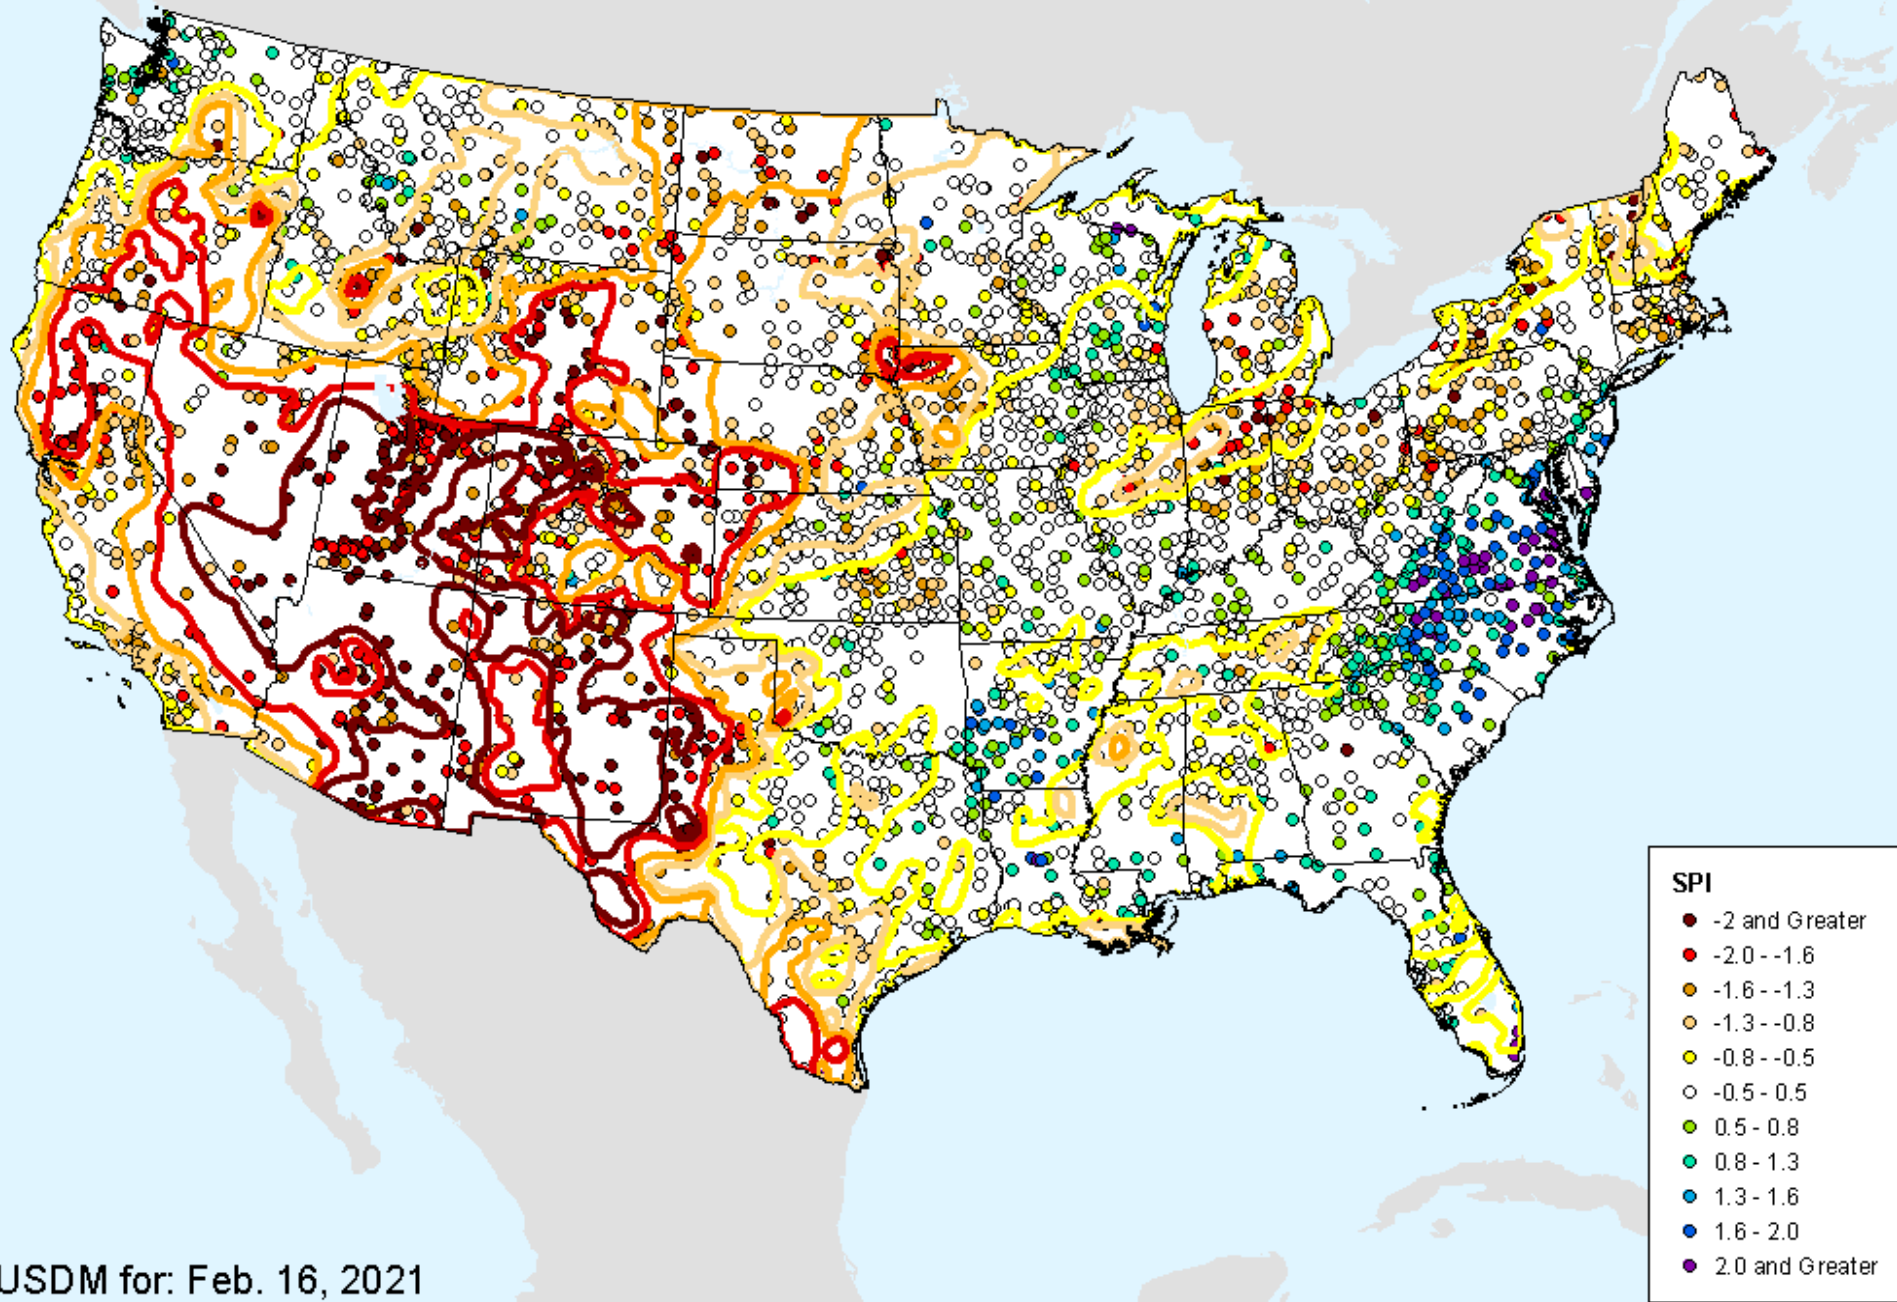 SPI
-2 and Greater
-2.0 - -1.6
-1.6 - -1.3
-1.3 - -0.8
-0.8 - -0.5
-0.5 - 0.5
0.5 - 0.8
0.8 - 1.3
1.3 - 1.6
1.6 - 2.0
2.0 and Greater
USDM for: Feb. 16, 2021